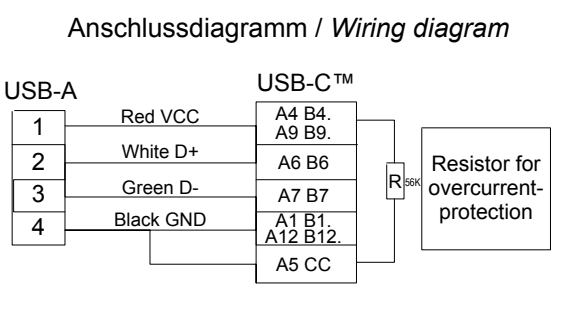 Anschlussdiagramm / Wiring diagram
USB-A
USB-C™
1
Red VCC
A4 B4.
A9 B9.
2
White D+
A6 B6
3
Green D-
A7 B7
4
Black GND
A1 B1.
A12 B12.
A5 CC
R 56K
Resistor for
overcurrent-
protection